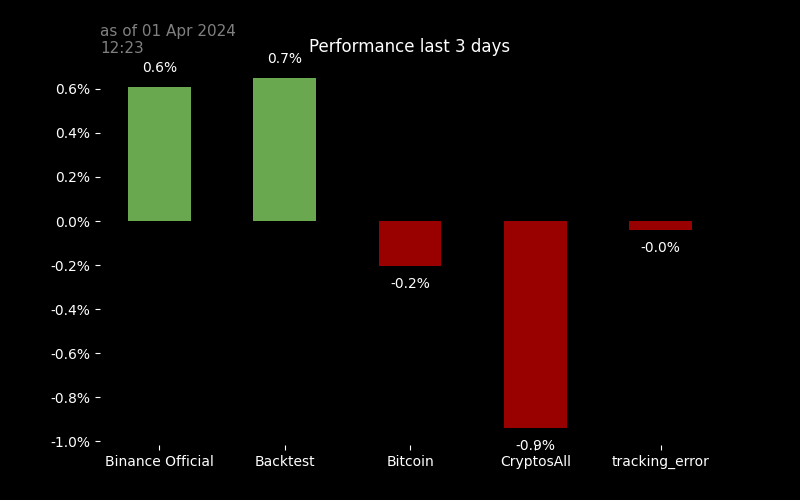 as of 01 Apr 2024
12:23
Performance last 3 days
0.6%
0.7%
0.6%
0.4%
0.2%
0.0%
-0.2%
-0.4%
-0.6%
-0.8%
-1.0%
-0.2%
-0.9%
-0.0%
Binance Official
Backtest
Bitcoin
CryptosAll
tracking_error